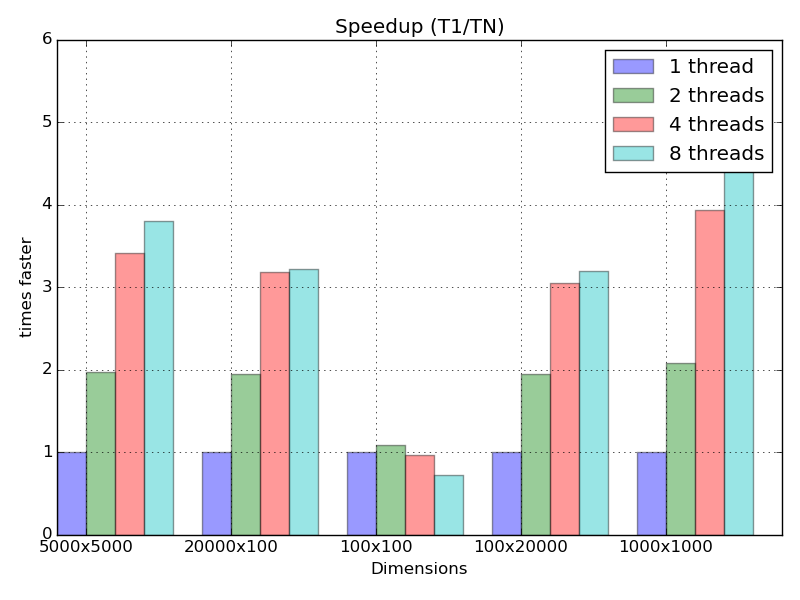 Speedup (T1/TN)
6
5
4
3
2
1
0
times faster
1 thread
2 threads
4 threads
8 threads
5000x5000 20000x100 100x100 100x20000 1000x1000
Dimensions